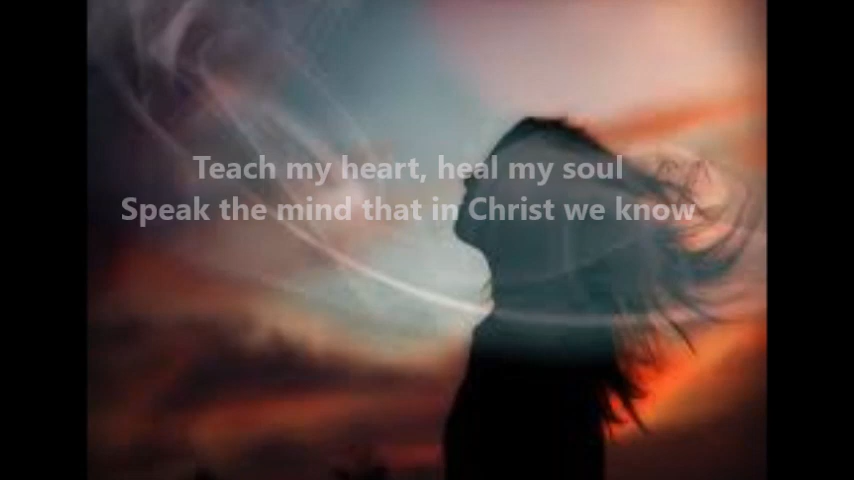 Teach my heart, heal my soul
Speak the mind that in Christ we know